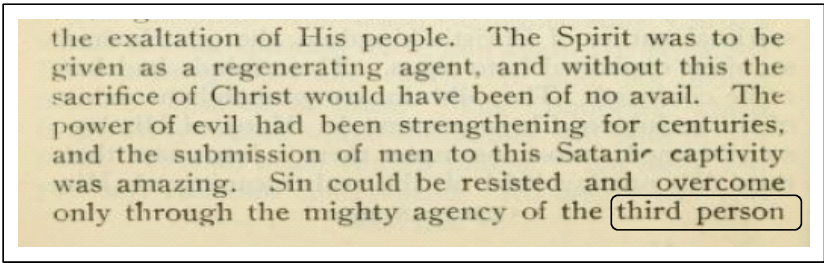 the exaltation of His people. The Spirit was to be
given as a regenerating agent, and without this the
sacrifice of Christ would have been of no avail. The
power of evil had been strengthening for centuries,
and the submission of men to this Satanic captivity
was amazing. Sin could be resisted and overcome
only through the mighty agency of the third person